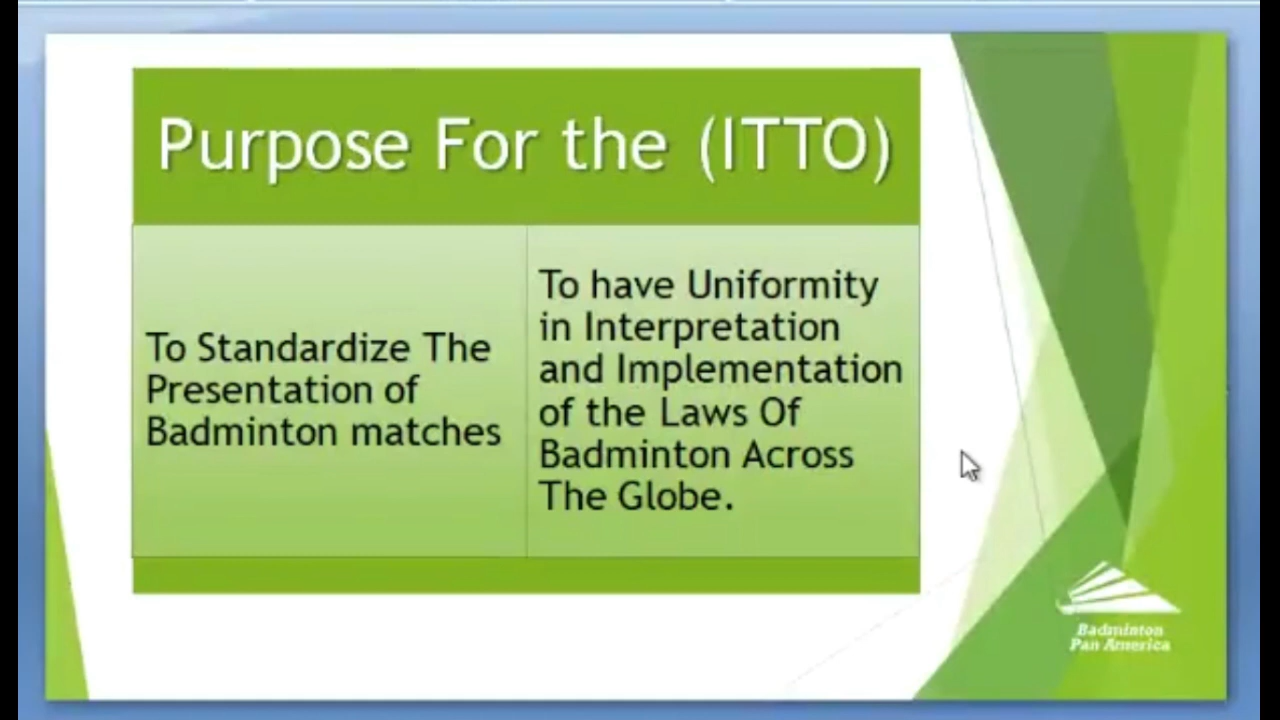 Purpose For the (ITTO)
To Standardize The
Presentation of
Badminton matches
To have Uniformity
in Interpretation
and Implementation
of the Laws Of
Badminton Across
The Globe.
Badminton
Pan America